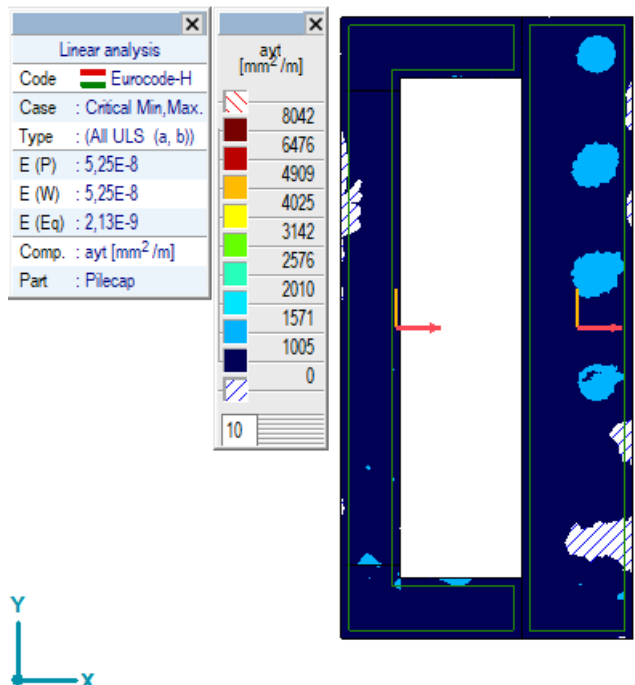 Linear analysis
Code Eurocode-H
Case : Critical Min,Max.
Type : (All ULS (a, b))
E (P) : 5,25E-8
E (W) : 5,25E-8
E (Eq) : 2,13E-9
Comp. : ayt [mm²/m]
Part : Pilecap
ayt
[mm²/m]
8042
6476
4909
4025
3142
2576
2010
1571
1005
0
10
Y
X